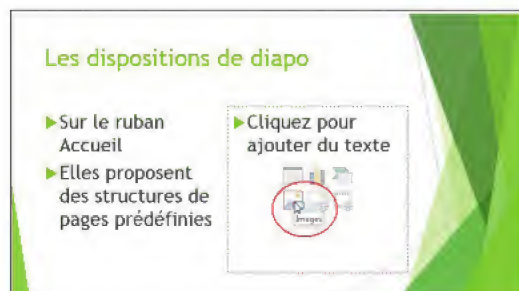 Les dispositions de diapo
Sur le ruban
Accueil
Elles proposent
des structures de
pages prédéfinies
Cliquez pour
ajouter du texte
Images